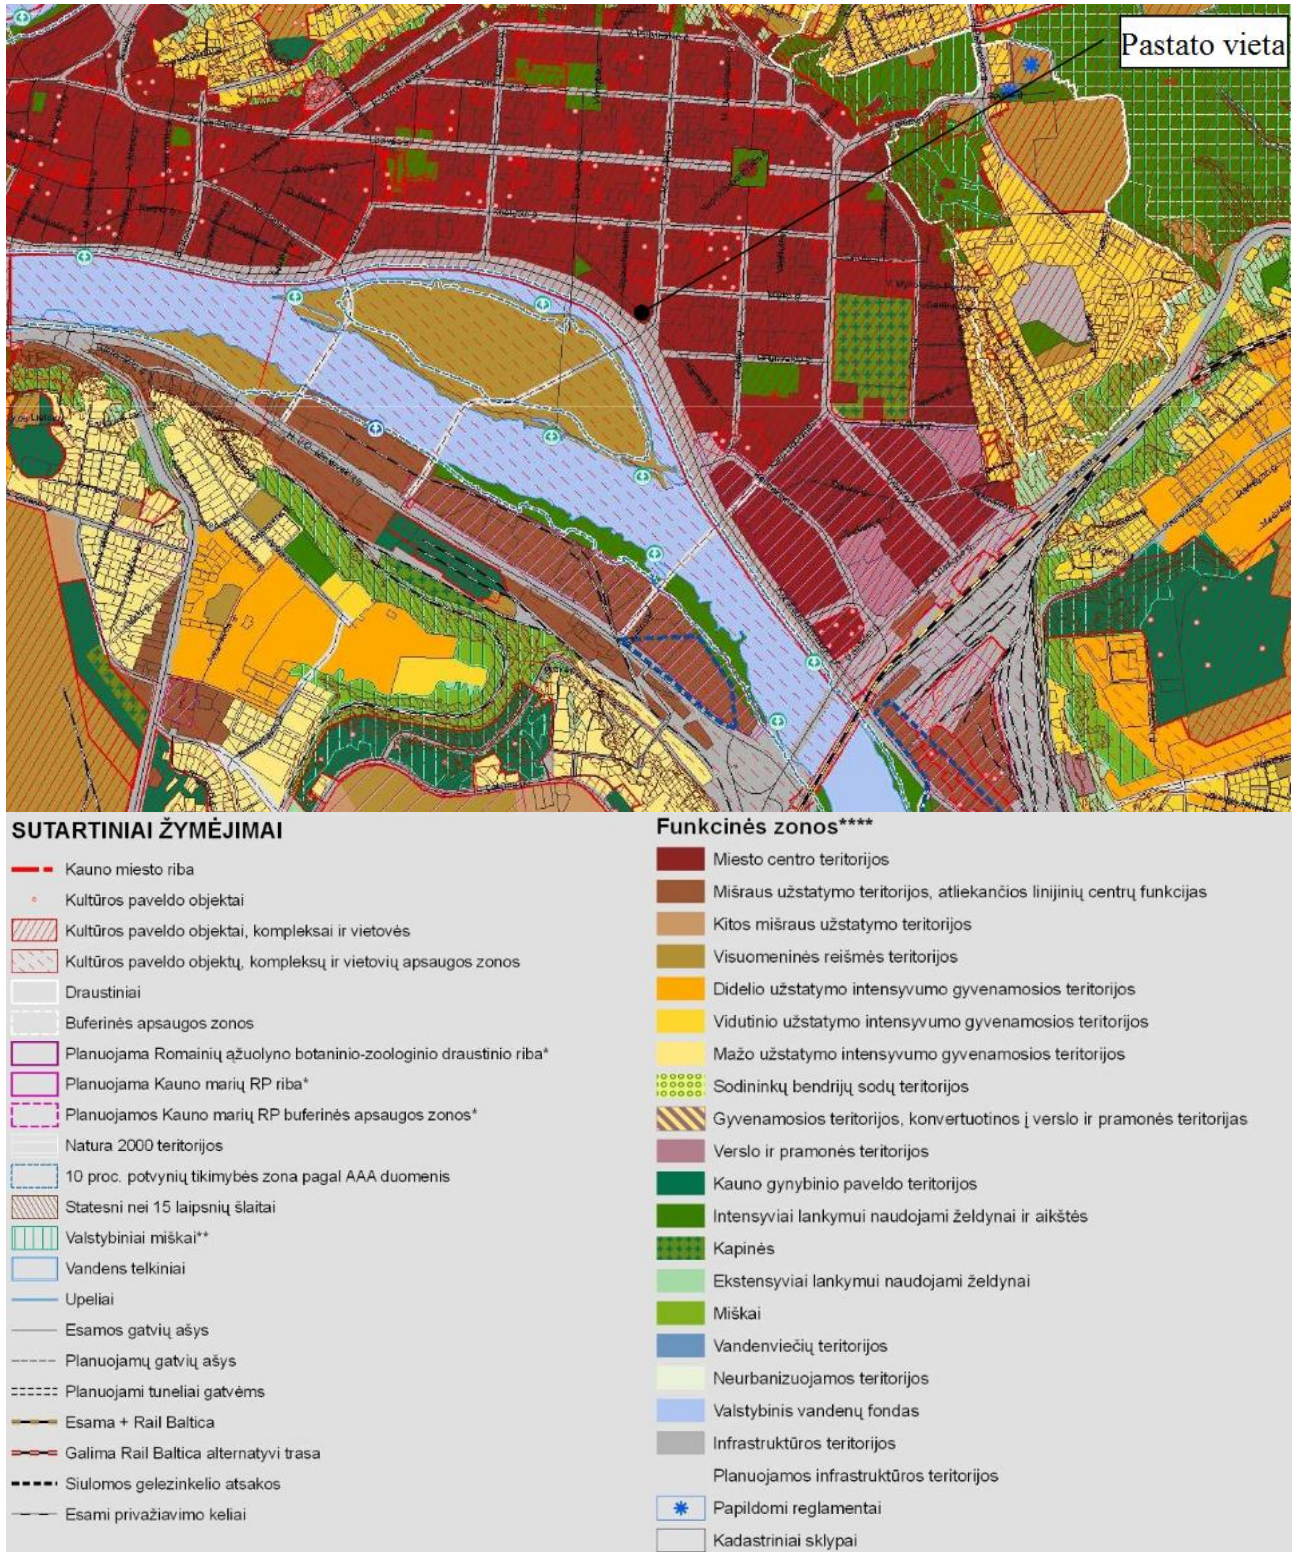 Pastato vieta
SUTARTINIAI ŽYMĖJIMAI
Kauno miesto riba
Kultūros paveldo objektai
Kultūros paveldo objektai, kompleksai ir vietovės
Kultūros paveldo objektų, kompleksų ir vietovių apsaugos zonos
Draustiniai
Buferinės apsaugos zonos
Planuojama Romainių ąžuolyno botaninio-zoologinio draustinio riba*
Planuojama Kauno marių RP riba*
Planuojamos Kauno marių RP buferinės apsaugos zonos*
Natura 2000 teritorijos
10 proc. potvynių tikimybės zona pagal AAA duomenis
Statesni nei 15 laipsnių šlaitai
Valstybiniai miškai**
Vandens telkiniai
Upeliai
Esamos gatvių ašys
Planuojamų gatvių ašys
Planuojami tuneliai gatvėms
Esama + Rail Baltica
Galima Rail Baltica alternatyvi trasa
Siulomos gelezinkelio atsakos
Esami privažiavimo keliai
Funkcinės zonos****
Miesto centro teritorijos
Mišraus užstatymo teritorijos, atliekančios linijinių centrų funkcijas
Kitos mišraus užstatymo teritorijos
Visuomeninės reišmės teritorijos
Didelio užstatymo intensyvumo gyvenamosios teritorijos
Vidutinio užstatymo intensyvumo gyvenamosios teritorijos
Mažo užstatymo intensyvumo gyvenamosios teritorijos
Sodininkų bendrijų sodų teritorijos
Gyvenamosios teritorijos, konvertuotinos į verslo ir pramonės teritorijas
Verslo ir pramonės teritorijos
Kauno gynybinio paveldo teritorijos
Intensyviai lankymui naudojami želdynai ir aikštės
Kapinės
Ekstensyviai lankymui naudojami želdynai
Miškai
Vandenviečių teritorijos
Neurbanizuojamos teritorijos
Valstybinis vandenų fondas
Infrastruktūros teritorijos
Planuojamos infrastruktūros teritorijos
Papildomi reglamentai
Kadastriniai sklypai